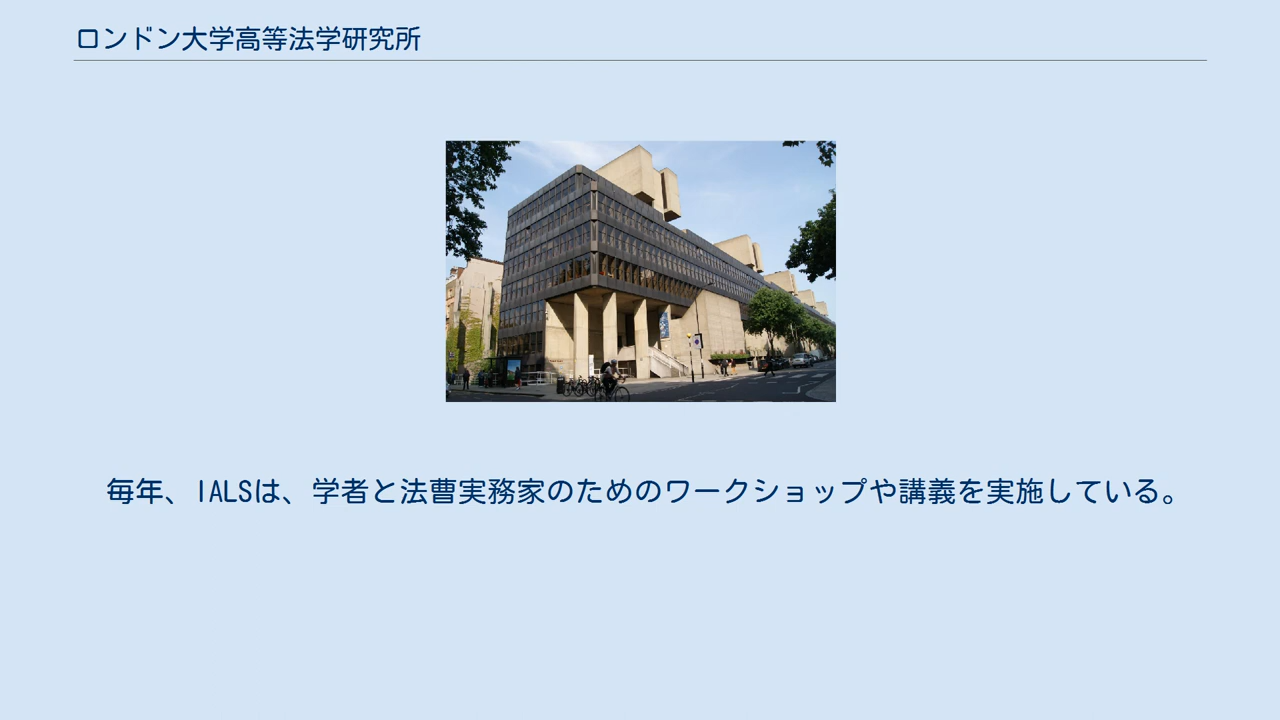 ロンドン大学高等法学研究所
毎年、IALSは、学者と法曹実務家のためのワークショップや講義を実施している。